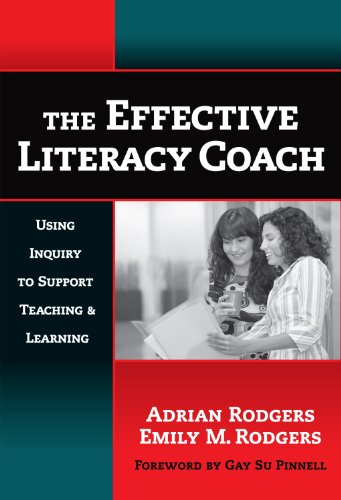 THE EFFECTIVE
LITERACY COACH
USING
INQUIRY
TO SUPPORT
TEACHING &
LEARNING
ADRIAN RODGERS
EMILY M. RODGERS
FOREWORD BY GAY SU PINNELL